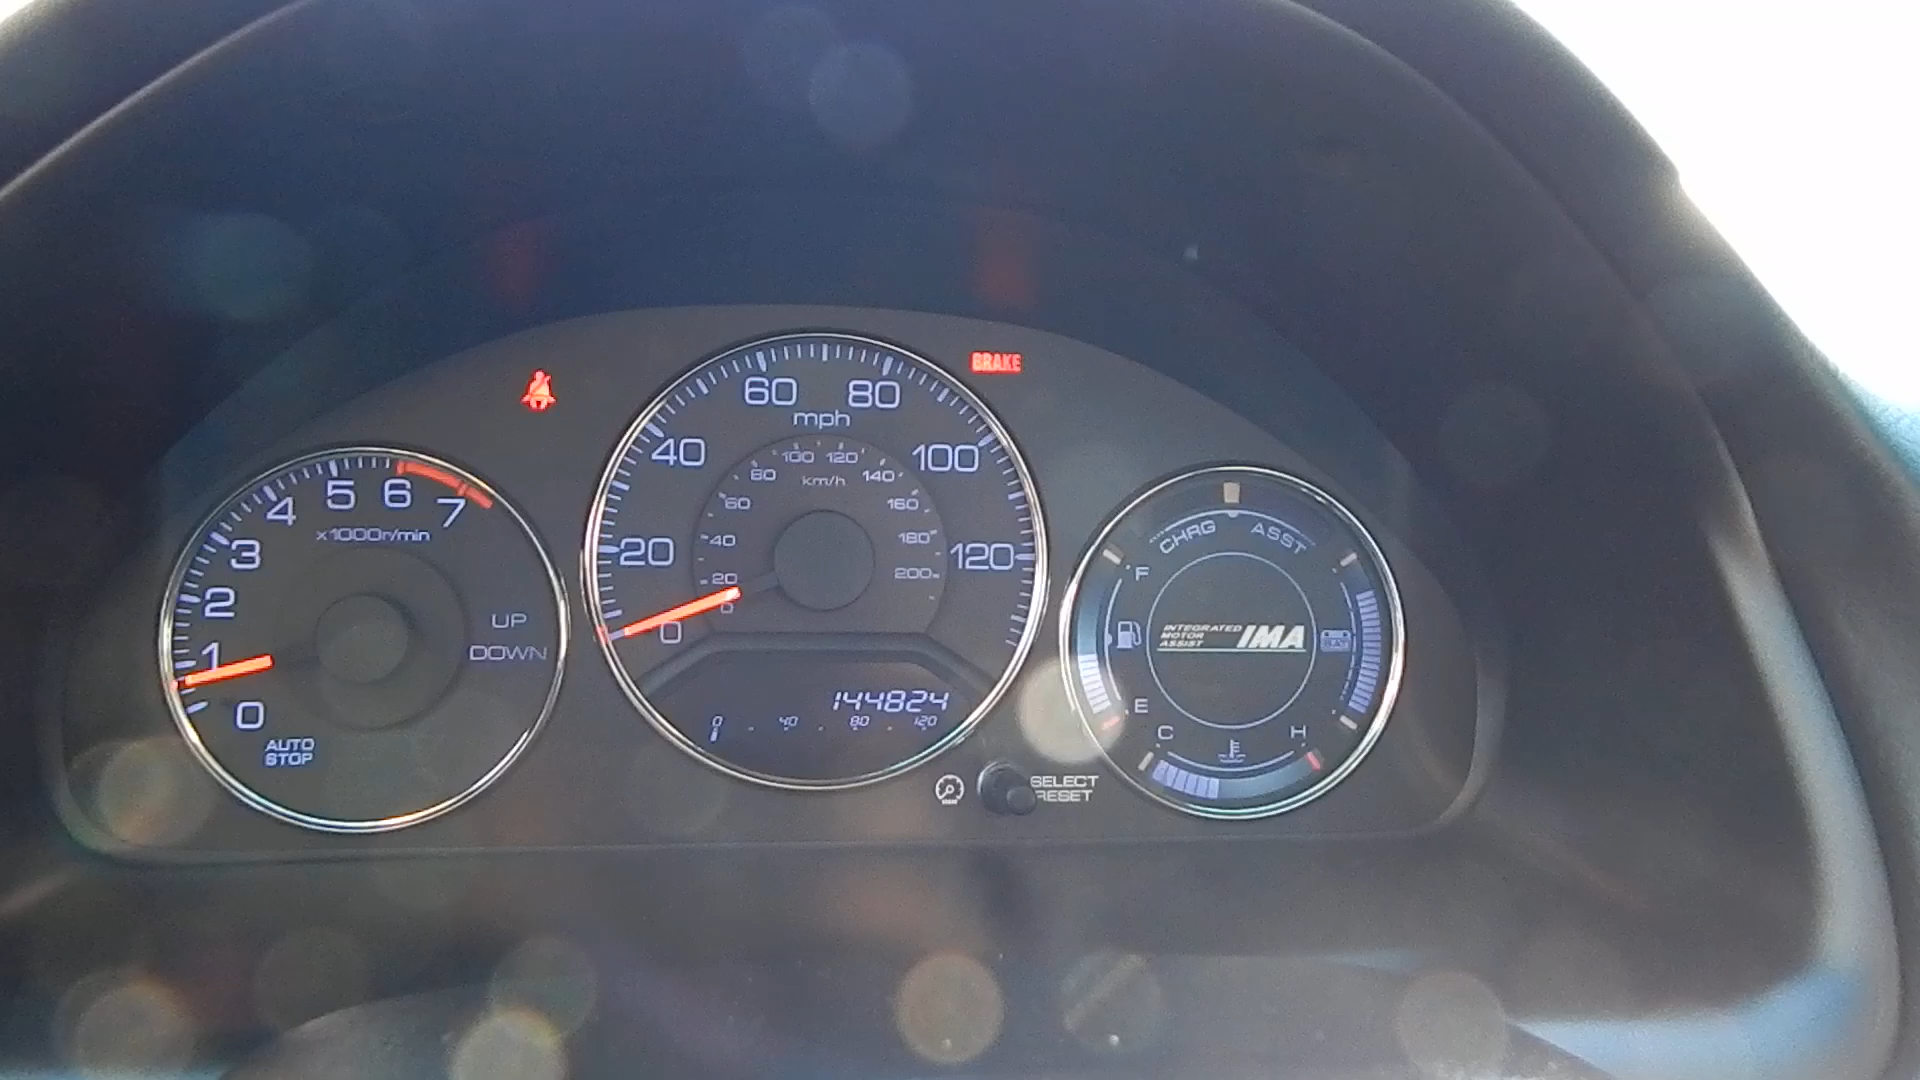 BRAKE
0 1 2 3 4 5 6 7
x1000r/min
UP
DOWN
AUTO
STOP
0 20 40 60 80 100 120
mph
0 20 40 60 80 100 120 140 160 180 200
km/h
144824
0 40 80 120
SELECT
RESET
CHRG ASST
F
E
INTEGRATED
MOTOR
ASSIST
IMA
C H